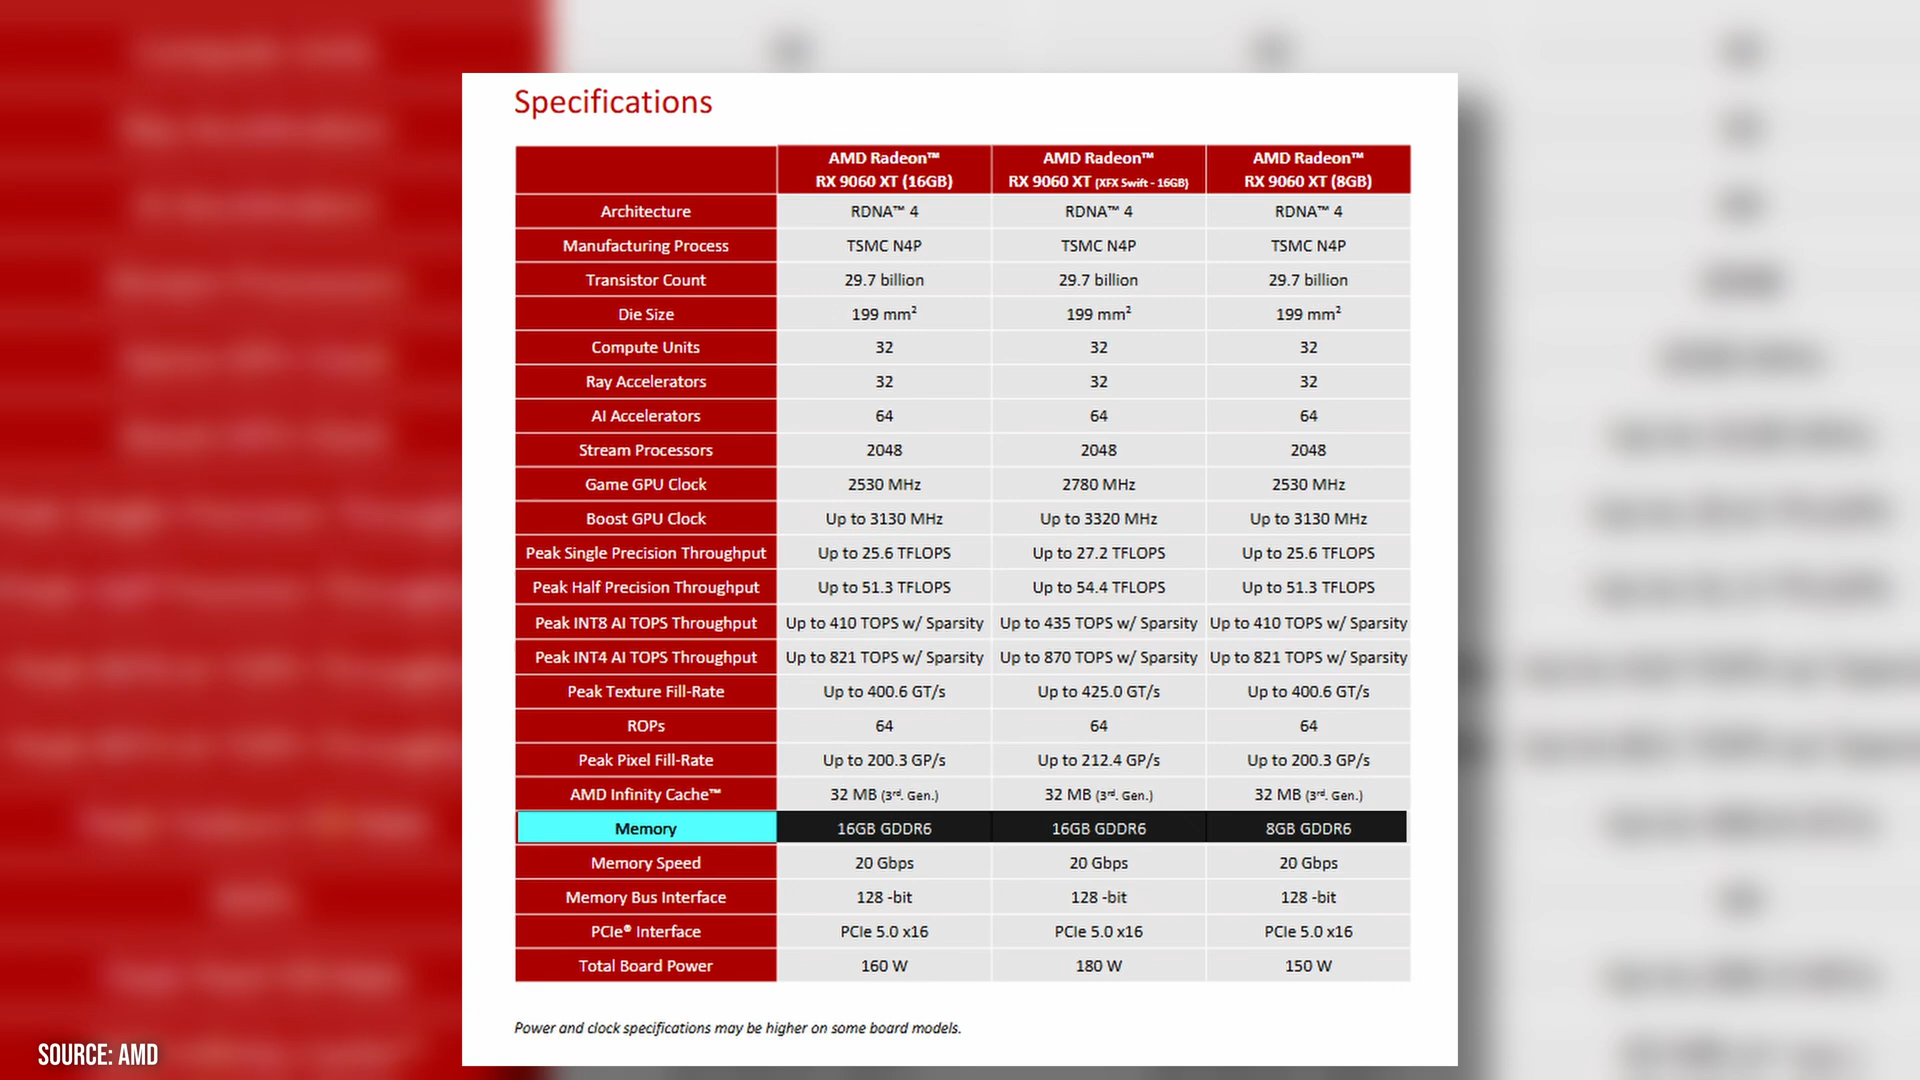 Specifications
AMD Radeon™ RX 9060 XT (16GB) AMD Radeon™ RX 9060 XT (XFX Swift - 16GB) AMD Radeon™ RX 9060 XT (8GB)
Architecture RDNA™ 4 RDNA™ 4 RDNA™ 4
Manufacturing Process TSMC N4P TSMC N4P TSMC N4P
Transistor Count 29.7 billion 29.7 billion 29.7 billion
Die Size 199 mm² 199 mm² 199 mm²
Compute Units 32 32 32
Ray Accelerators 32 32 32
AI Accelerators 64 64 64
Stream Processors 2048 2048 2048
Game GPU Clock 2530 MHz 2780 MHz 2530 MHz
Boost GPU Clock Up to 3130 MHz Up to 3320 MHz Up to 3130 MHz
Peak Single Precision Throughput Up to 25.6 TFLOPS Up to 27.2 TFLOPS Up to 25.6 TFLOPS
Peak Half Precision Throughput Up to 51.3 TFLOPS Up to 54.4 TFLOPS Up to 51.3 TFLOPS
Peak INT8 AI TOPS Throughput Up to 410 TOPS w/ Sparsity Up to 435 TOPS w/ Sparsity Up to 410 TOPS w/ Sparsity
Peak INT4 AI TOPS Throughput Up to 821 TOPS w/ Sparsity Up to 870 TOPS w/ Sparsity Up to 821 TOPS w/ Sparsity
Peak Texture Fill-Rate Up to 400.6 GT/s Up to 425.0 GT/s Up to 400.6 GT/s
ROPs 64 64 64
Peak Pixel Fill-Rate Up to 200.3 GP/s Up to 212.4 GP/s Up to 200.3 GP/s
AMD Infinity Cache™ 32 MB (3rd. Gen.) 32 MB (3rd. Gen.) 32 MB (3rd. Gen.)
Memory 16GB GDDR6 16GB GDDR6 8GB GDDR6
Memory Speed 20 Gbps 20 Gbps 20 Gbps
Memory Bus Interface 128 -bit 128 -bit 128 -bit
PCIe® Interface PCIe 5.0 x16 PCIe 5.0 x16 PCIe 5.0 x16
Total Board Power 160 W 180 W 150 W
Power and clock specifications may be higher on some board models.
SOURCE: AMD